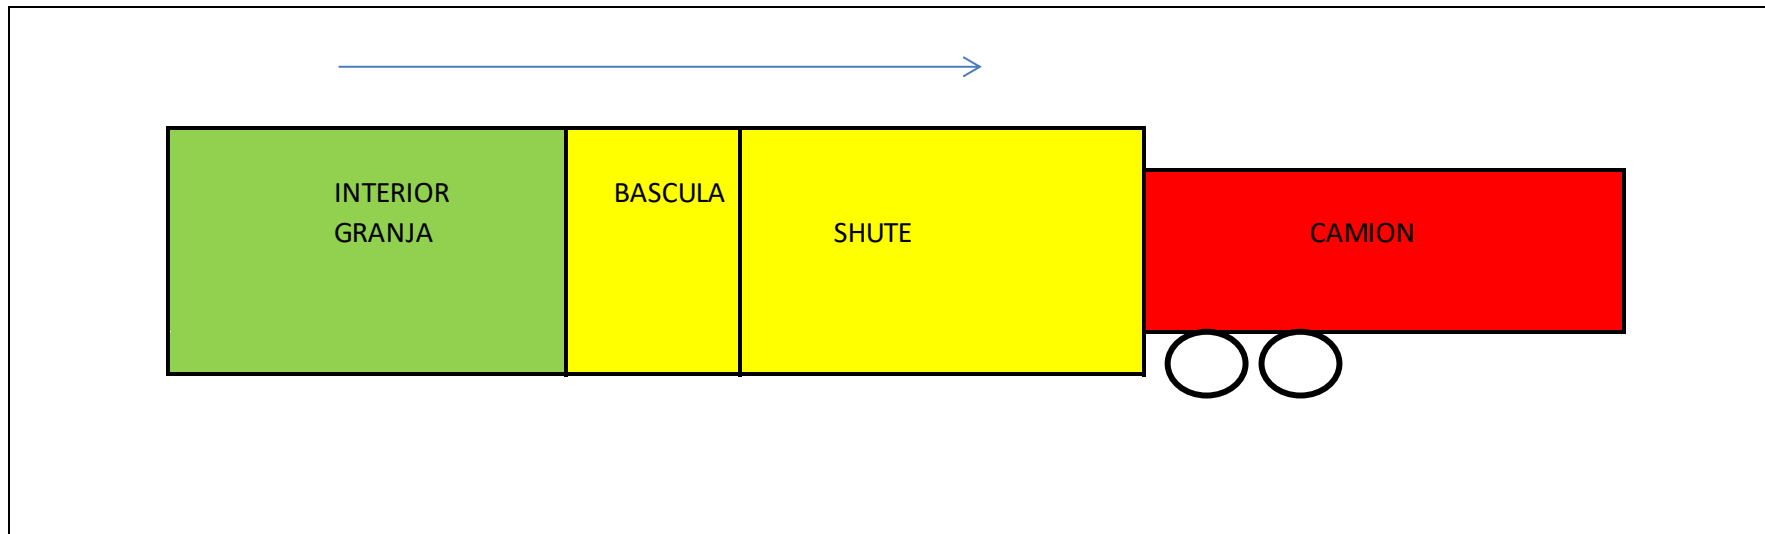 INTERIOR
GRANJA
BASCULA
SHUTE
CAMION